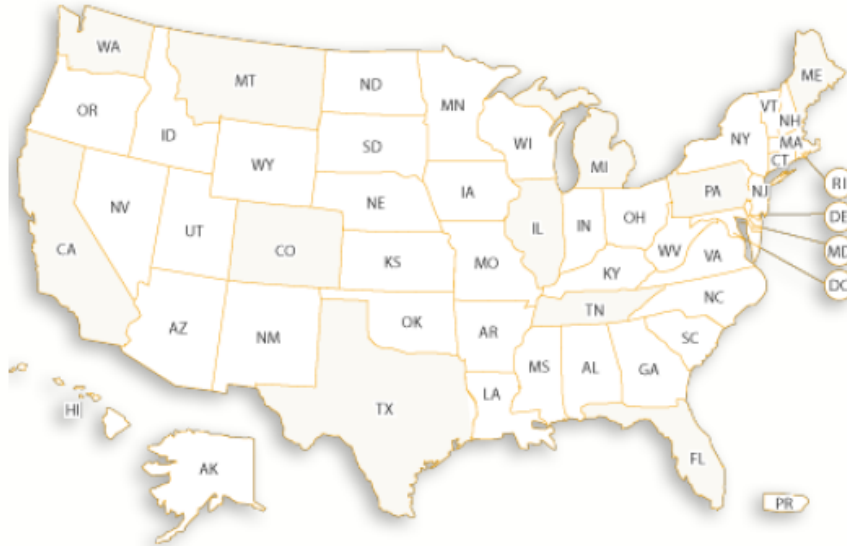 WA
MT
ND
MN
ME
VT
NH
OR
ID
SD
WI
NY
MA
WY
MI
CT
RI
NV
NE
IA
PA
NJ
UT
CO
IL
IN
OH
DE
CA
KS
MO
WV
VA
MD
KY
DC
AZ
NM
OK
AR
TN
NC
SC
MS
AL
GA
LA
TX
HI
AK
FL
PR